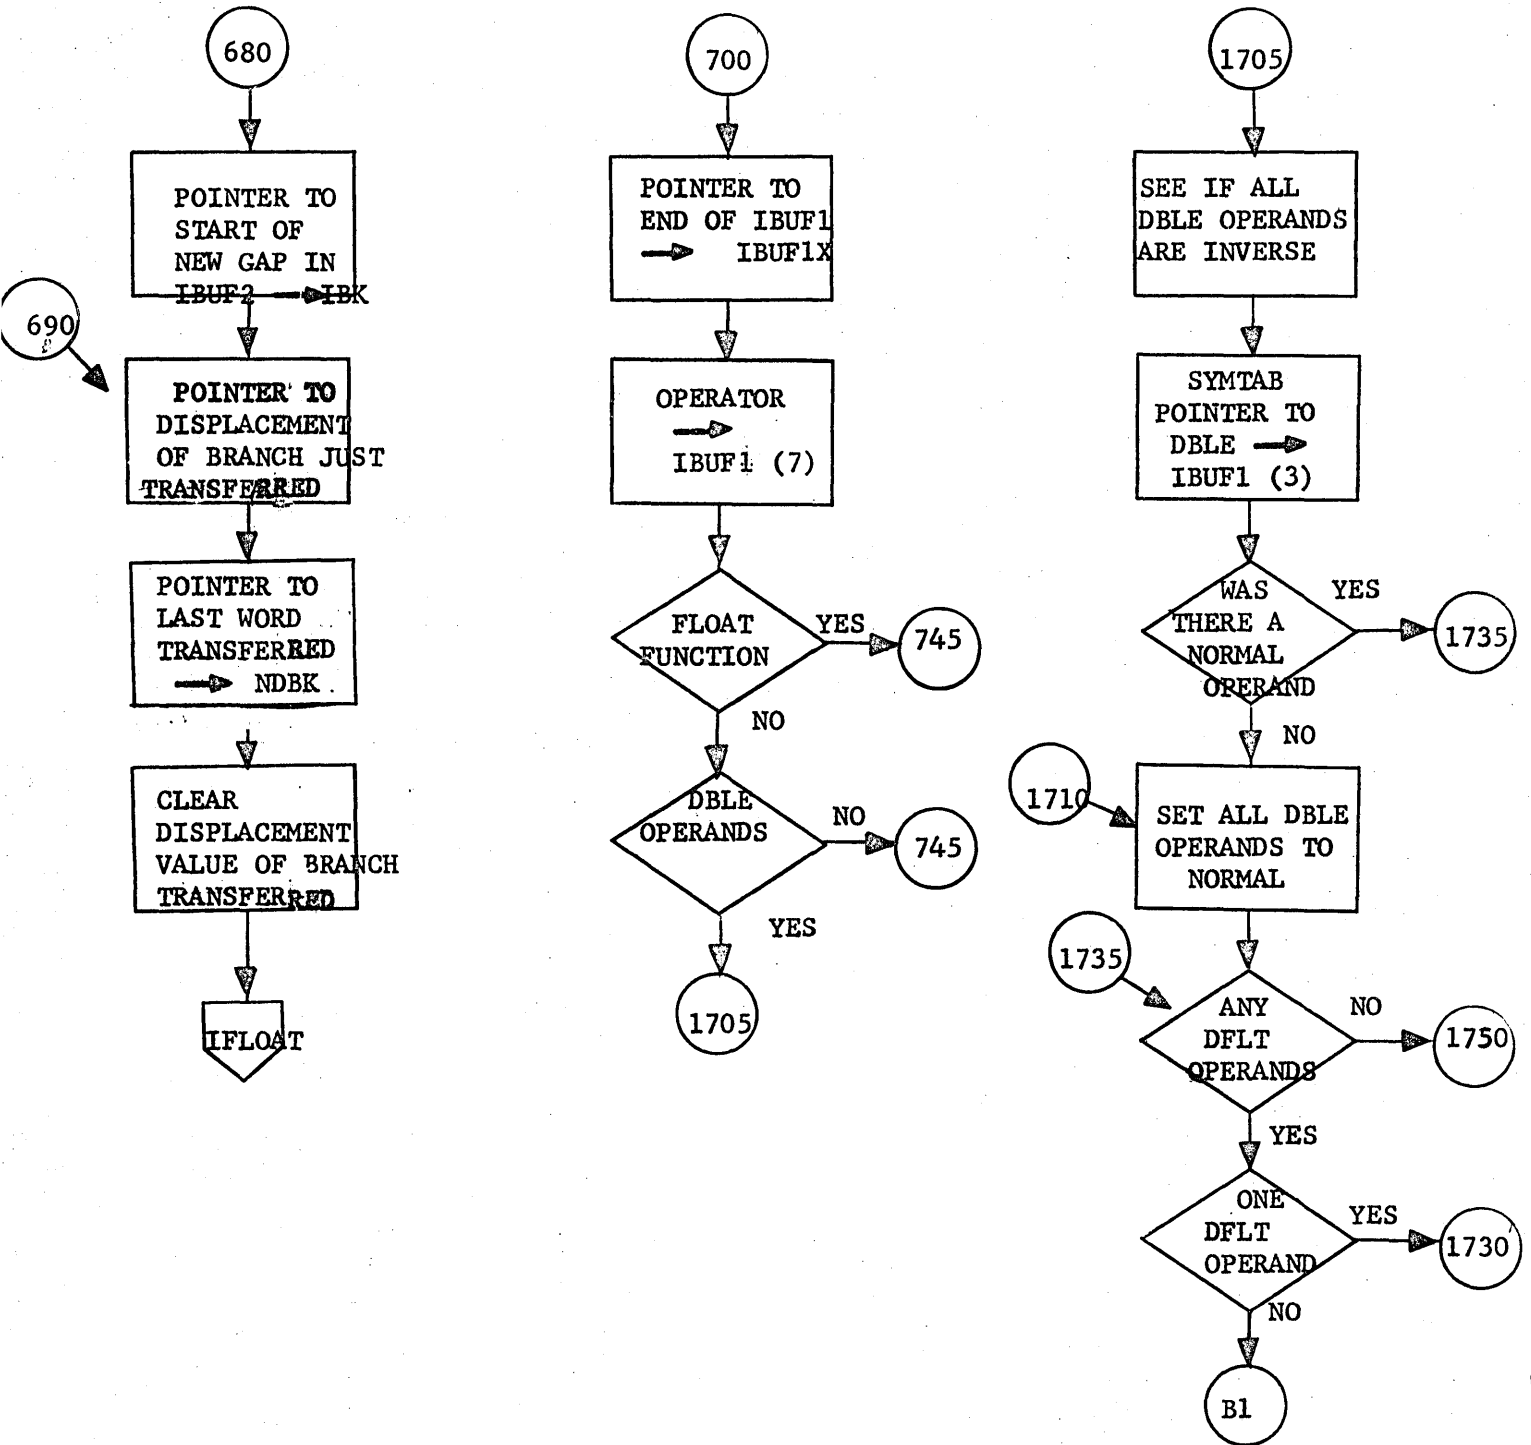 680
POINTER TO
START OF
NEW GAP IN
IBUF2 → IBK
690
POINTER TO
DISPLACEMENT
OF BRANCH JUST
TRANSFERRED
POINTER TO
LAST WORD
TRANSFERRED
→ NDBK
CLEAR
DISPLACEMENT
VALUE OF BRANCH
TRANSFERRED
IFLOAT
700
POINTER TO
END OF IBUF1
→ IBUF1X
OPERATOR
→
IBUF1 (7)
FLOAT
FUNCTION
YES
745
NO
DBLE
OPERANDS
NO
745
YES
1705
1705
SEE IF ALL
DBLE OPERANDS
ARE INVERSE
SYMTAB
POINTER TO
DBLE →
IBUF1 (3)
WAS
THERE A
NORMAL
OPERAND
YES
1735
NO
1710
SET ALL DBLE
OPERANDS TO
NORMAL
1735
ANY
DFLT
OPERANDS
NO
1750
YES
ONE
DFLT
OPERAND
YES
1730
NO
B1